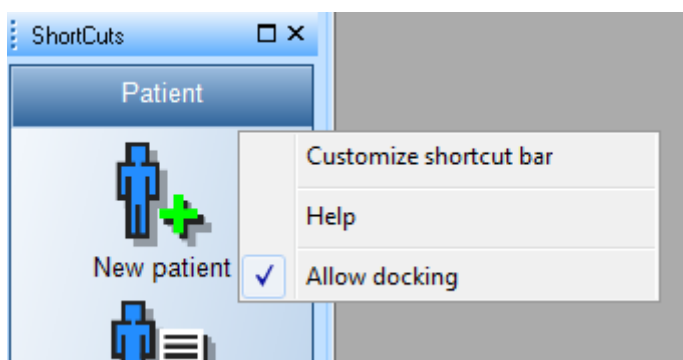 ShortCuts
Patient
Customize shortcut bar
Help
New patient
Allow docking